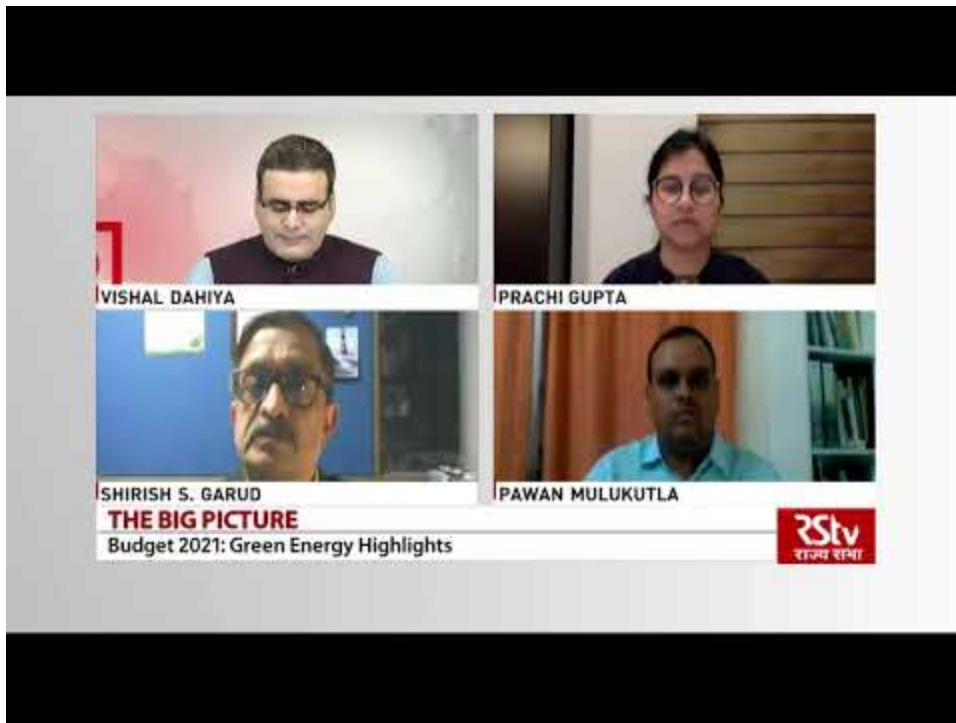 VISHAL DAHIYA
PRACHI GUPTA
SHIRISH S. GARUD
PAWAN MULUKUTLA
THE BIG PICTURE
Budget 2021: Green Energy Highlights
RStv
राज्य सभा